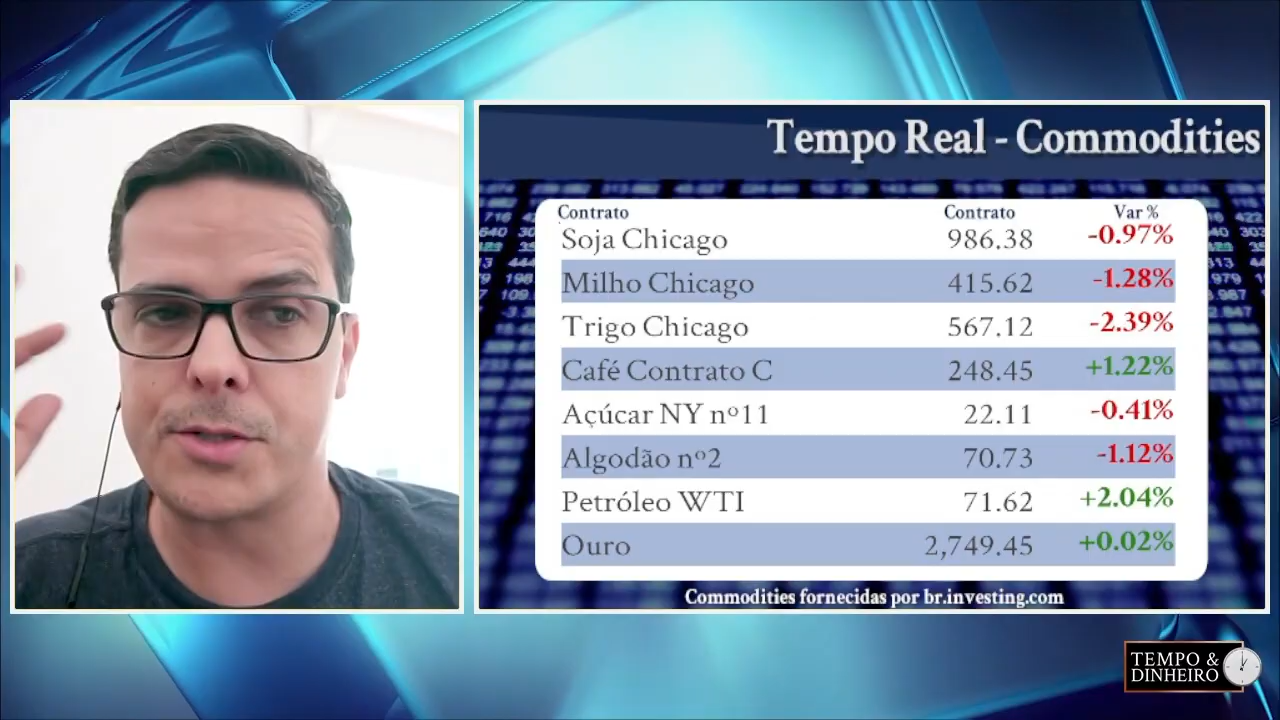 Tempo Real - Commodities
Contrato Contrato Var %
Soja Chicago 986.38 -0.97%
Milho Chicago 415.62 -1.28%
Trigo Chicago 567.12 -2.39%
Café Contrato C 248.45 +1.22%
Açúcar NY nº11 22.11 -0.41%
Algodão nº2 70.73 -1.12%
Petróleo WTI 71.62 +2.04%
Ouro 2,749.45 +0.02%
Commodities fornecidas por br.investing.com
TEMPO &
DINHEIRO